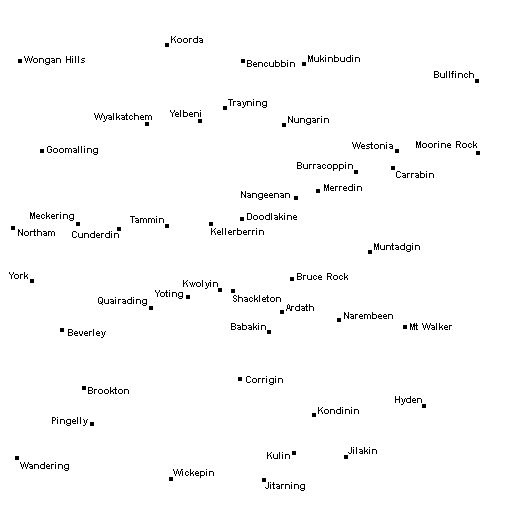 Koorda
Wongan Hills
Bencubbin
Mukinbudin
Bullfinch
Trayning
Wyalkatchem
Yelbeni
Nungarin
Goomalling
Westonia
Moorine Rock
Burracoppin
Carrabin
Merredin
Nangeenan
Meckering
Tammin
Doodlakine
Northam
Cunderdin
Kellerberrin
Muntadgin
York
Bruce Rock
Kwolyin
Yoting
Quairading
Shackleton
Ardath
Narembeen
Babakin
Mt Walker
Beverley
Corrigin
Brookton
Hyden
Kondinin
Pingelly
Jilakin
Kulin
Wandering
Wickepin
Jitarning